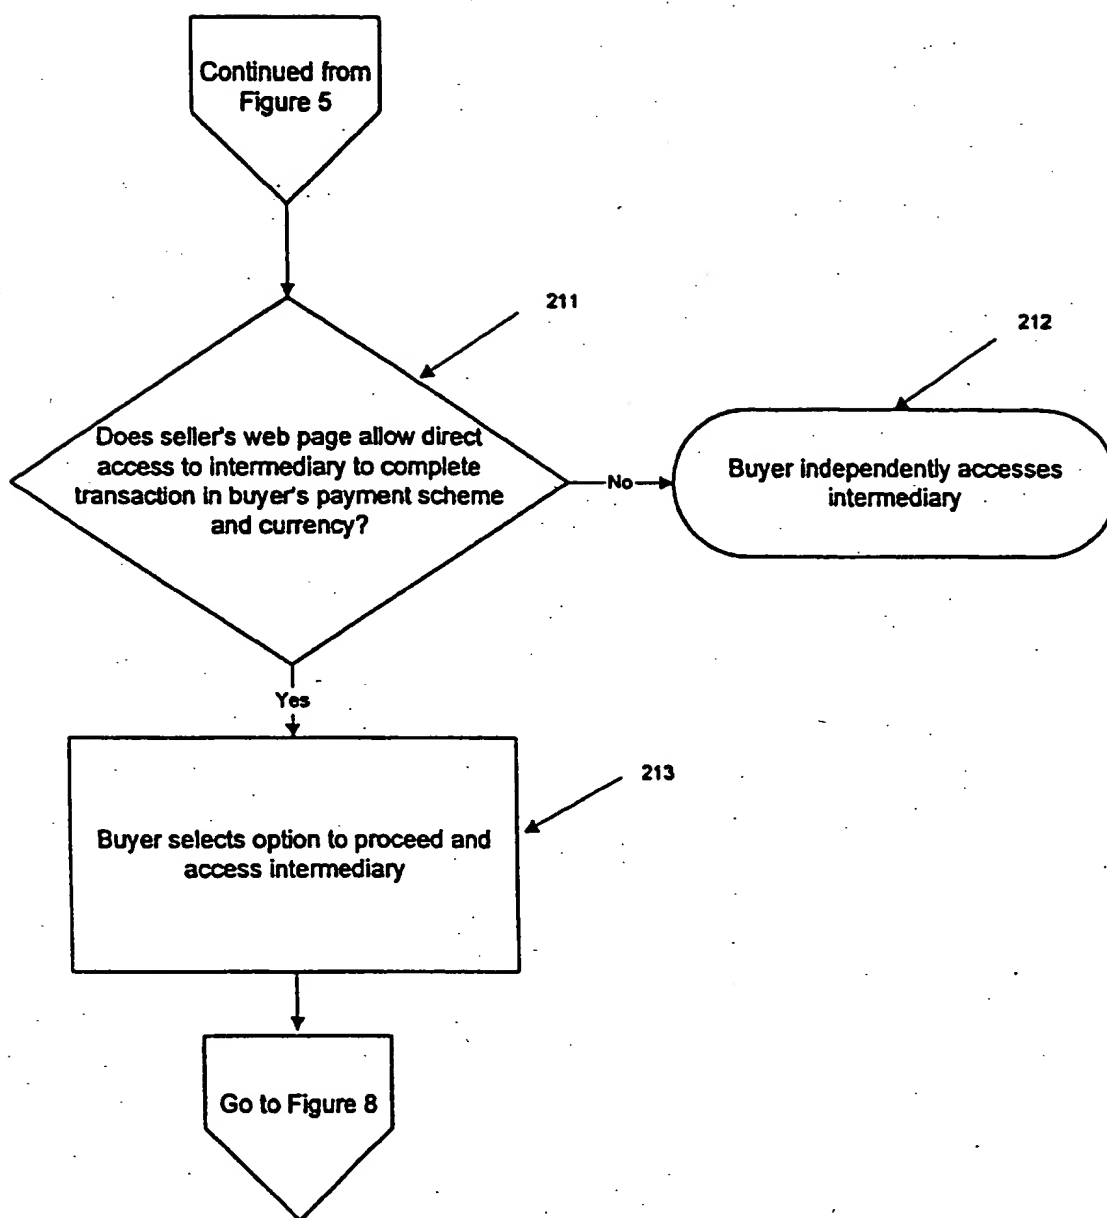 Continued from
Figure 5
211
212
Does seller's web page allow direct
access to intermediary to complete
transaction in buyer's payment scheme
and currency?
No
Buyer independently accesses
intermediary
Yes
213
Buyer selects option to proceed and
access intermediary
Go to Figure 8